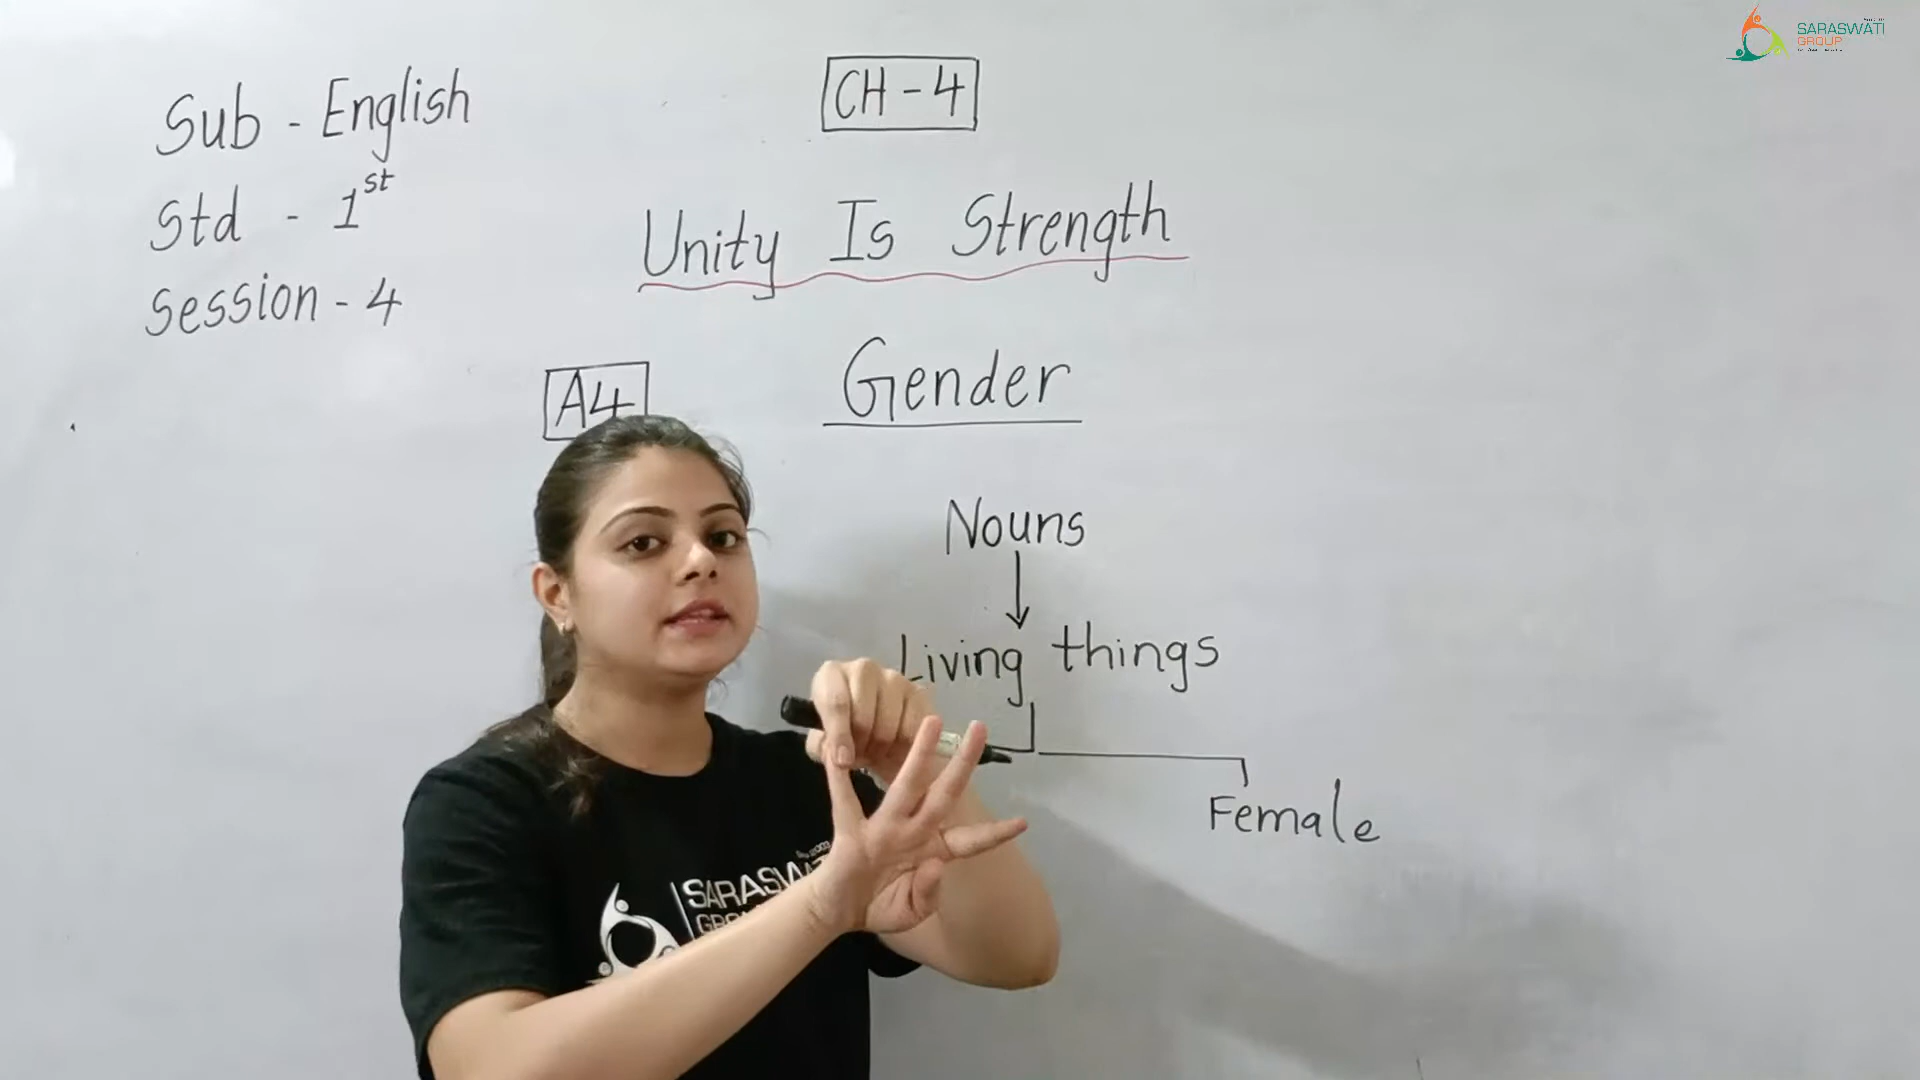 SARASWATI
GROUP
Sub - English
CH - 4
Std - 1st
Unity Is Strength
Session - 4
A4
Gender
Nouns
Living things
Female
SARASWAT